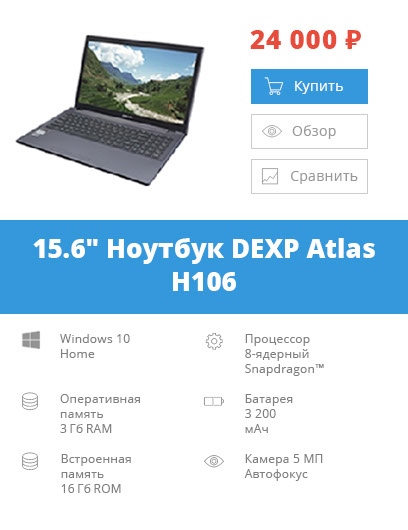 24 000 ₽
Купить
Обзор
Сравнить
15.6" Ноутбук DEXP Atlas
H106
Windows 10
Home
Процессор
8-ядерный
Snapdragon™
Оперативная
память
3 Гб RAM
Батарея
3 200
мАч
Встроенная
память
16 Гб ROM
Камера 5 МП
Автофокус